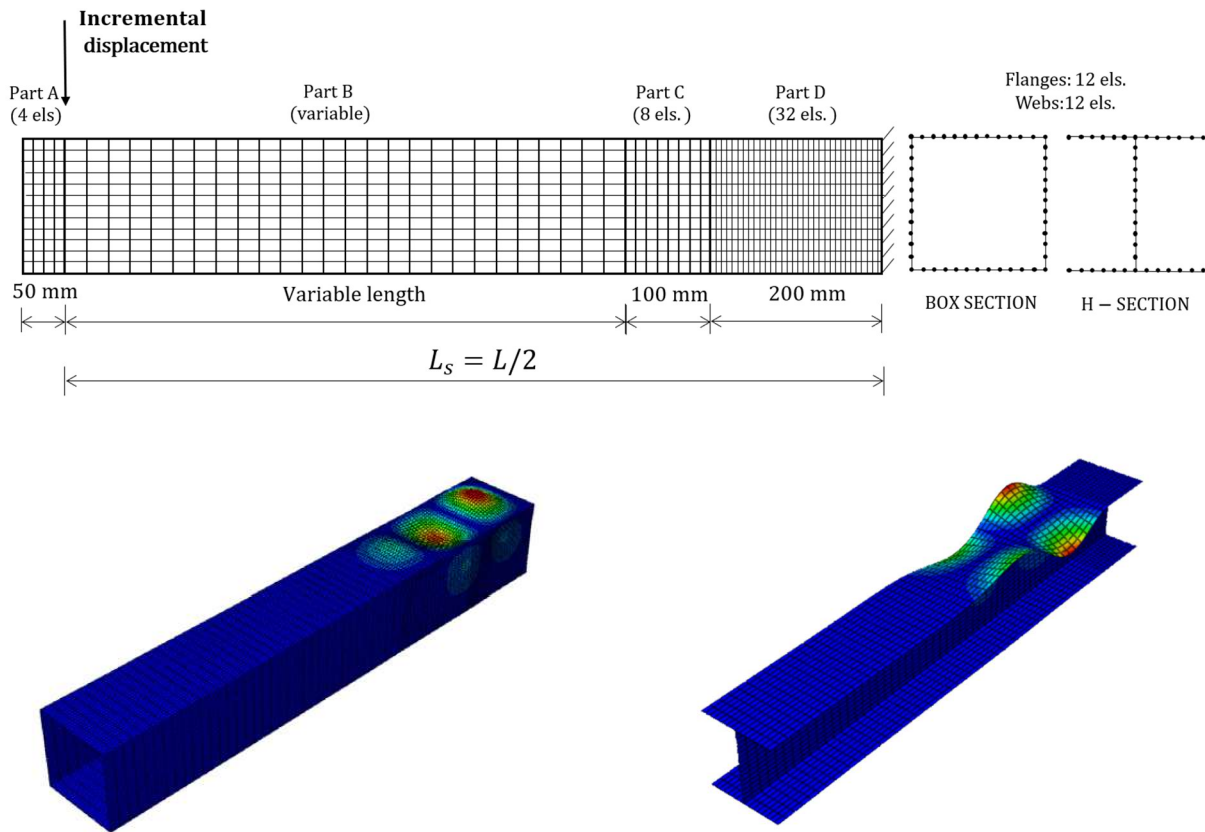 Incremental
displacement
Part A
(4 els)
Part B
(variable)
Part C
(8 els.)
Part D
(32 els.)
Flanges: 12 els.
Webs:12 els.
50 mm
Variable length
100 mm
200 mm
BOX SECTION
H − SECTION
Lₛ = L/2